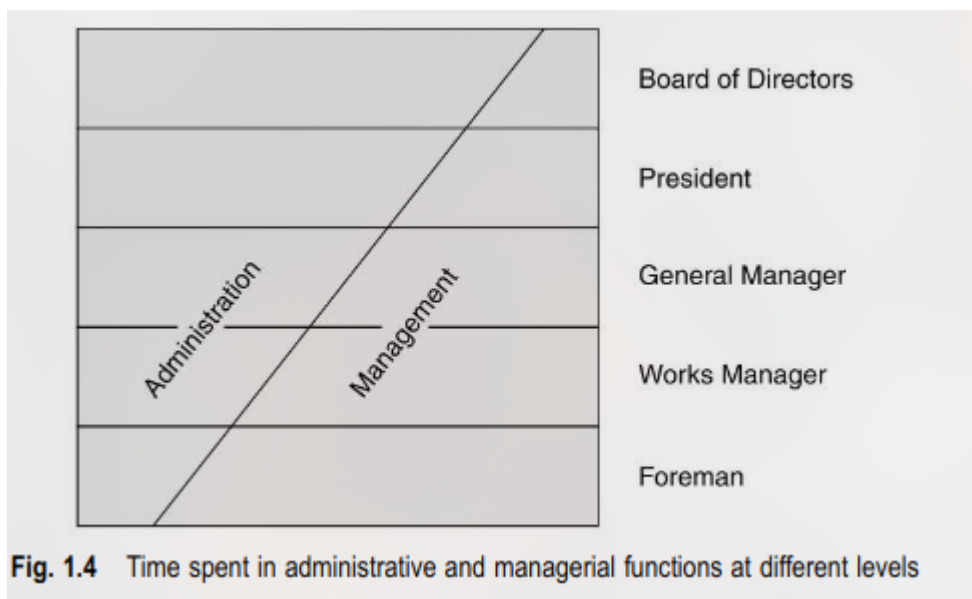 Board of Directors
President
General Manager
Administration
Management
Works Manager
Foreman
Fig. 1.4 Time spent in administrative and managerial functions at different levels